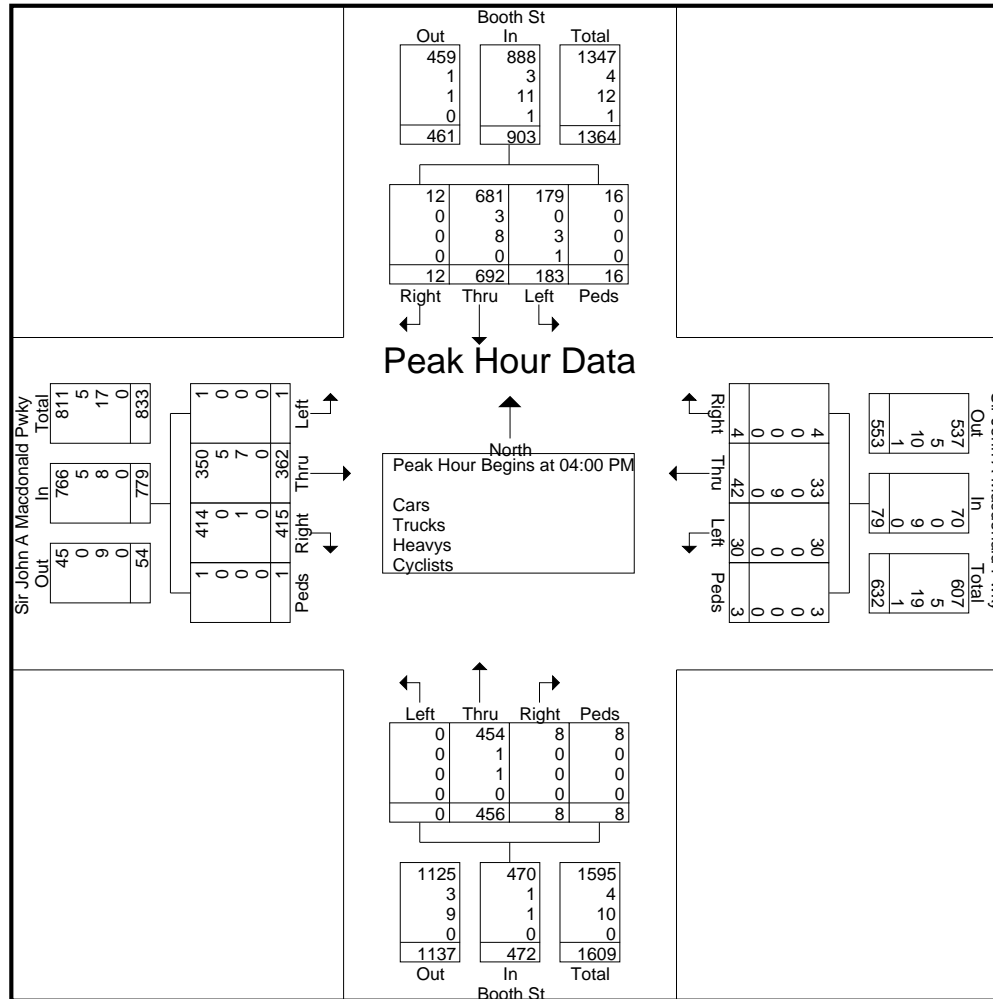 Booth St
Out In Total
459 888 1347
1 3 4
1 11 12
0 1 1
461 903 1364
12 681 179 16
0 3 0 0
0 8 3 0
0 0 1 0
12 692 183 16
Right Thru Left Peds
Peak Hour Data
Sir John A Macdonald Pwky
Total
811 5 17 0 833
In
766 5 8 0 779
Out
45 0 9 0 54
1 0 0 0 1
Left
350 5 7 0 362
Thru
414 0 1 0 415
Right
1 0 0 0 1
Peds
North
Peak Hour Begins at 04:00 PM
Cars
Trucks
Heavys
Cyclists
Right
4 0 0 0 4
Thru
33 0 9 0 42
Left
30 0 0 0 30
Peds
3 0 0 0 3
Out
537 5 10 1 553
In
70 0 9 0 79
Total
607 5 19 1 632
Left Thru Right Peds
0 454 8 8
0 1 0 0
0 1 0 0
0 0 0 0
0 456 8 8
1125 470 1595
3 1 4
9 1 10
0 0 0
1137 472 1609
Out In Total
Booth St